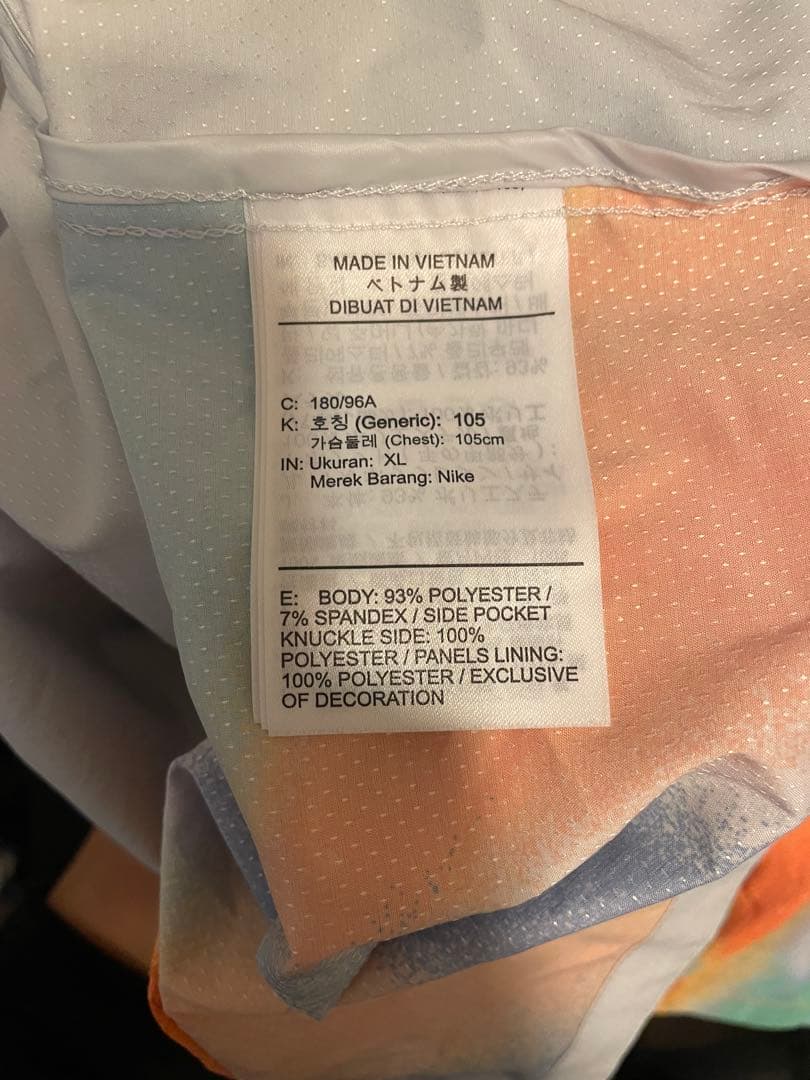 MADE IN VIETNAM
ベトナム製
DIBUAT DI VIETNAM
C: 180/96A
K: 호칭 (Generic): 105
가슴둘레 (Chest): 105cm
IN: Ukuran: XL
Merek Barang: Nike
E: BODY: 93% POLYESTER /
7% SPANDEX / SIDE POCKET
KNUCKLE SIDE: 100%
POLYESTER / PANELS LINING:
100% POLYESTER / EXCLUSIVE
OF DECORATION